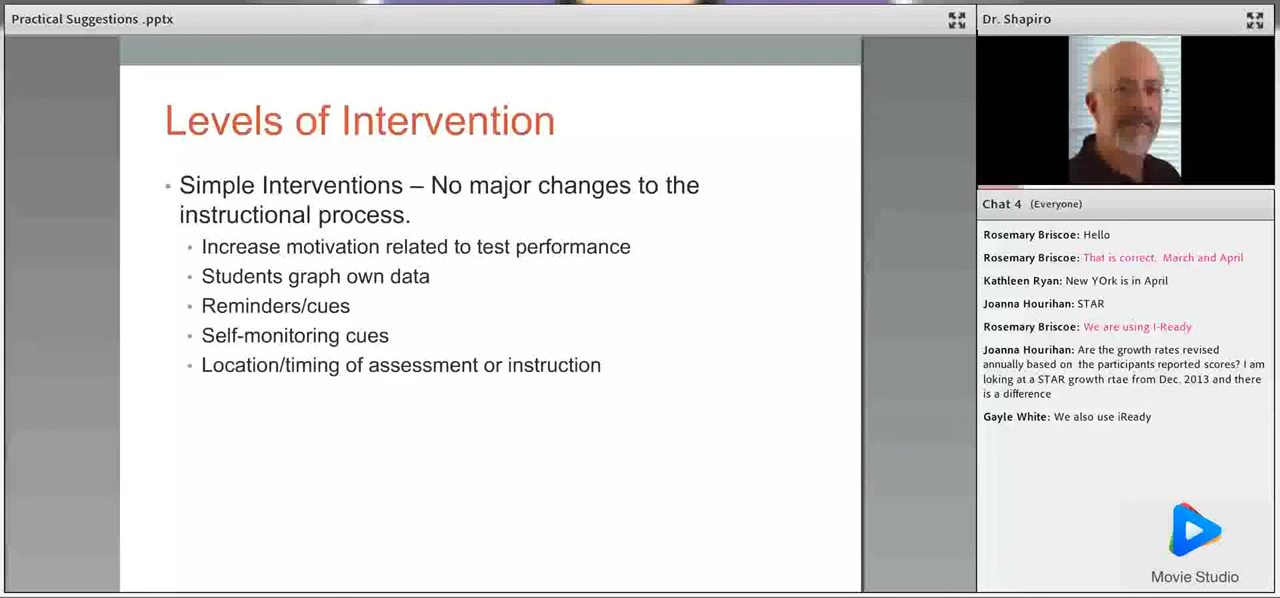 Practical Suggestions .pptx
Levels of Intervention
• Simple Interventions – No major changes to the
instructional process.
• Increase motivation related to test performance
• Students graph own data
• Reminders/cues
• Self-monitoring cues
• Location/timing of assessment or instruction
Dr. Shapiro
Chat 4 (Everyone)
Rosemary Briscoe: Hello
Rosemary Briscoe: That is correct. March and April
Kathleen Ryan: New YOrk is in April
Joanna Hourihan: STAR
Rosemary Briscoe: We are using I-Ready
Joanna Hourihan: Are the growth rates revised
annually based on the participants reported scores? I am
loking at a STAR growth rtae from Dec. 2013 and there
is a difference
Gayle White: We also use iReady
Movie Studio